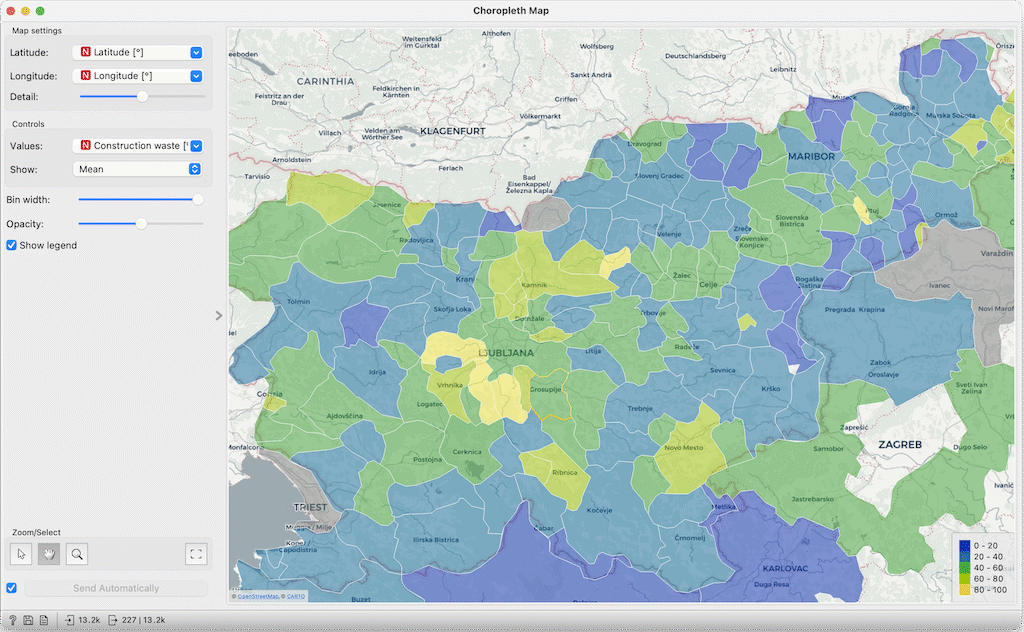 Choropleth Map
Map settings
Latitude:
N Latitude [°]
Longitude:
N Longitude [°]
Detail:
Controls
Values:
N Construction waste [
Show:
Mean
Bin width:
Opacity:
Show legend
Zoom/Select
Send Automatically
? 13.2k 227 | 13.2k
Weitensfeld
im Gurktal
Althofen
Wolfsberg
Deutschlandsberg
CARINTHIA
Sankt Andrä
Leibnitz
Feistritz an der
Drau
Feldkirchen in
Kärnten
Griffen
Völkermarkt
Villach
Velden am
Wörther See
KLAGENFURT
Gornja
Radgona
Murska Sobota
Arnoldstein
Ferlach
Dravograd
MARIBOR
Tarvisio
Bad
Eisenkappel/
Železna Kapla
Slovenj Gradec
Jesenice
Ptuj
Ormož
Radovljica
Velenje
Zreče
Slovenska
Bistrica
Slovenske
Konjice
Varaždin
Žalec
Celje
Rogaška
Slatina
Ivanec
Tolmin
Kranj
Kamnik
Škofja Loka
Domžale
Trbovlje
Pregrada
Krapina
Novi Marof
LJUBLJANA
Litija
Radeče
Idrija
Sevnica
Zabok
Oroslavje
Vrhnika
Grosuplje
Krško
Sveti Ivan
Zelina
Gorizia
Logatec
Trebnje
Ajdovščina
Zaprešić
ZAGREB
Dugo Selo
Monfalcone
Postojna
Cerknica
Novo Mesto
Samobor
Ribnica
Ivanić
TRIEST
Kočevje
Metlika
Jastrebarsko
Muggia / Milje
Čabar
Črnomelj
Koper /
Capodistria
Ilirska Bistrica
KARLOVAC
Duga Resa
Buzet
0 - 20
20 - 40
40 - 60
60 - 80
80 - 100
© OpenStreetMap, © CARTO